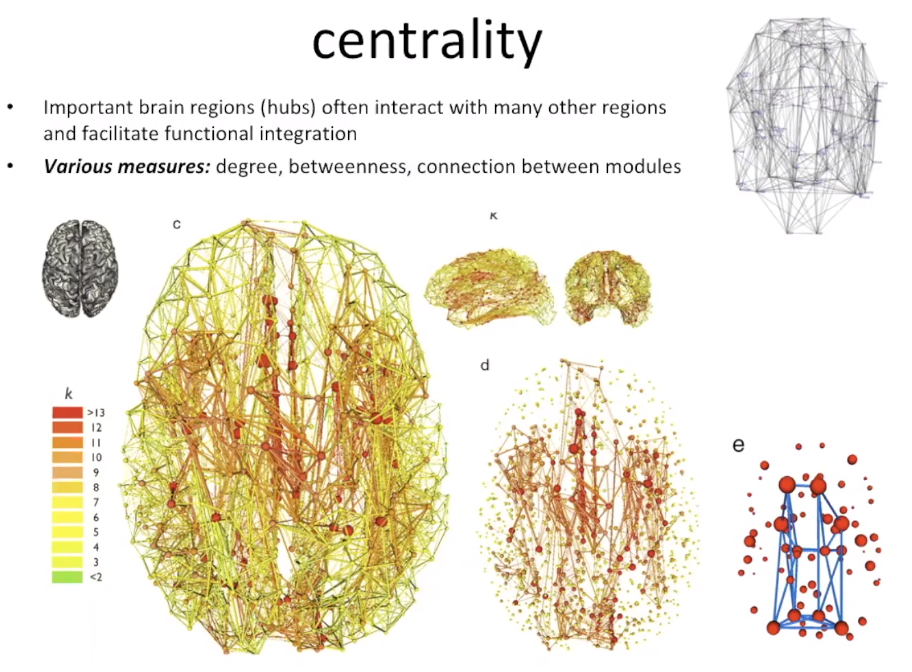 centrality
• Important brain regions (hubs) often interact with many other regions
and facilitate functional integration
• Various measures: degree, betweenness, connection between modules
c
κ
d
k
>13
12
11
10
9
8
7
6
5
4
3
<2
e